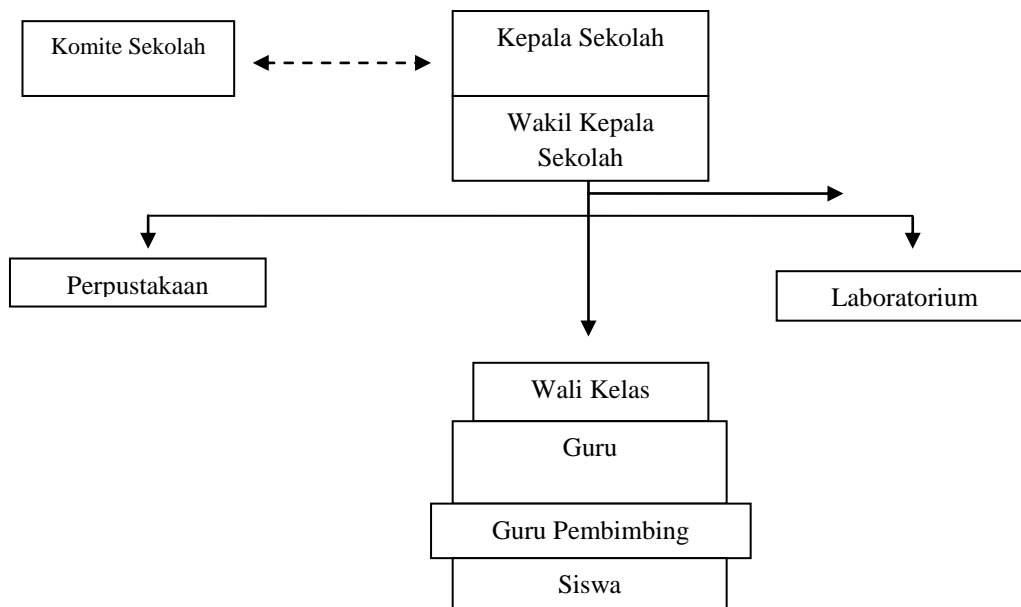 Komite Sekolah
Kepala Sekolah
Wakil Kepala
Sekolah
Perpustakaan
Laboratorium
Wali Kelas
Guru
Guru Pembimbing
Siswa